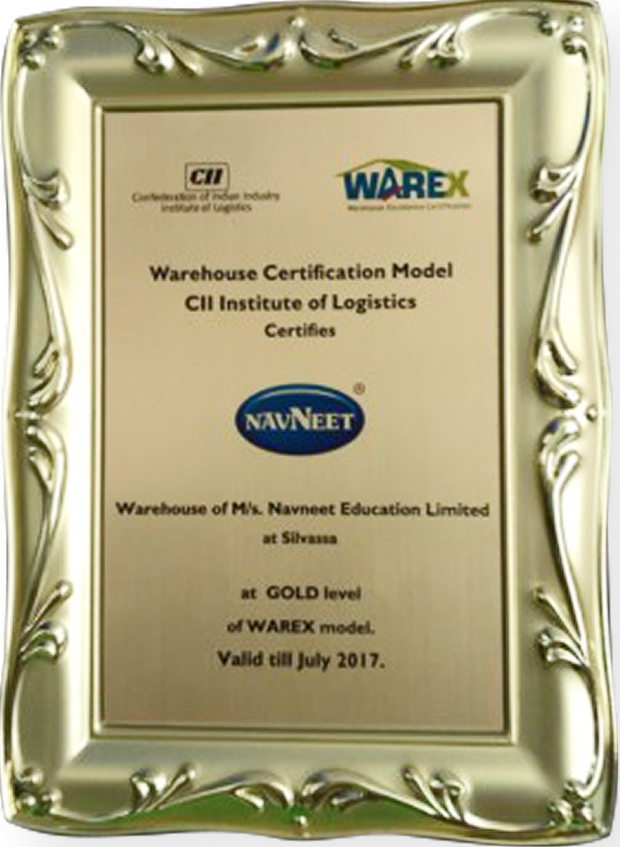 CII
Confederation of Indian Industry
Institute of Logistics
WAREX
Warehouse Excellence Certification
Warehouse Certification Model
CII Institute of Logistics
Certifies
NAVNEET ®
Warehouse of M/s. Navneet Education Limited
at Silvassa
at GOLD level
of WAREX model.
Valid till July 2017.